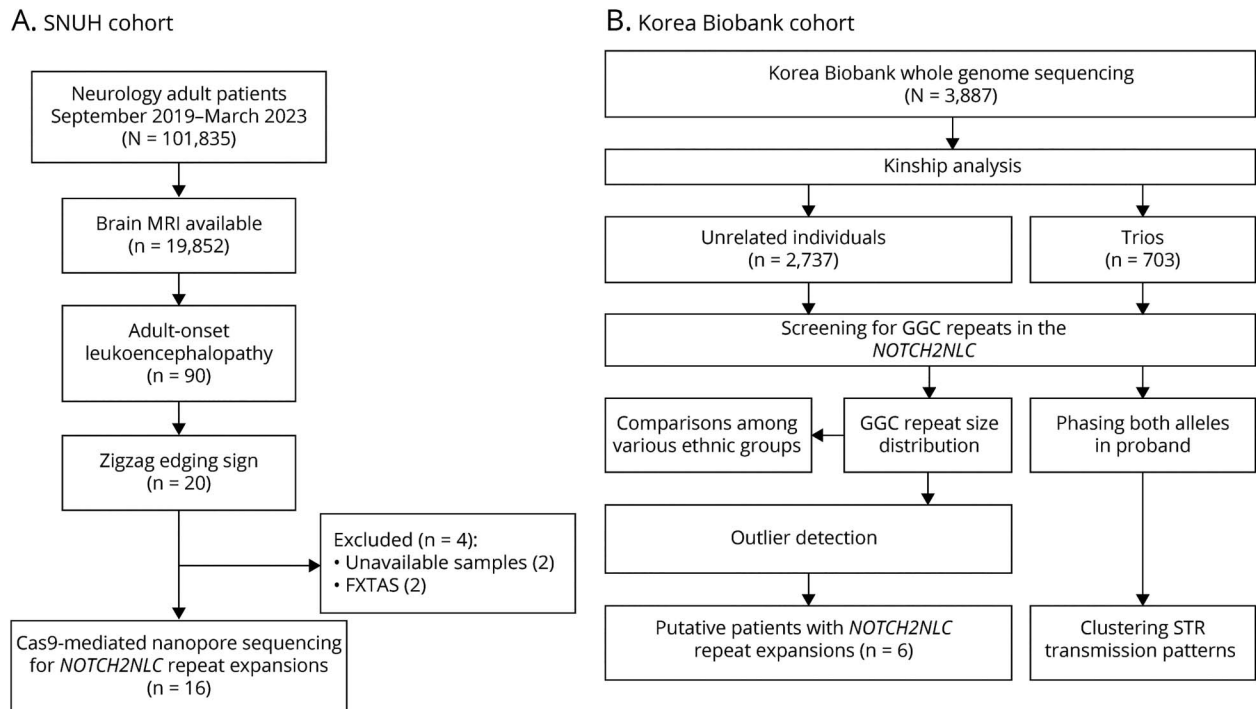 A. SNUH cohort
Neurology adult patients
September 2019–March 2023
(N = 101,835)
Brain MRI available
(n = 19,852)
Adult-onset
leukoencephalopathy
(n = 90)
Zigzag edging sign
(n = 20)
Excluded (n = 4):
• Unavailable samples (2)
• FXTAS (2)
Cas9-mediated nanopore sequencing
for NOTCH2NLC repeat expansions
(n = 16)
B. Korea Biobank cohort
Korea Biobank whole genome sequencing
(N = 3,887)
Kinship analysis
Unrelated individuals
(n = 2,737)
Trios
(n = 703)
Screening for GGC repeats in the
NOTCH2NLC
Comparisons among
various ethnic groups
GGC repeat size
distribution
Phasing both alleles
in proband
Outlier detection
Putative patients with NOTCH2NLC
repeat expansions (n = 6)
Clustering STR
transmission patterns